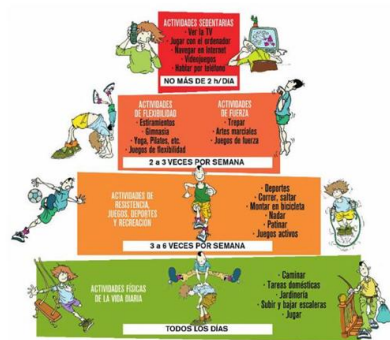 ACTIVIDADES SEDENTARIAS
· Ver la TV
· Jugar con el ordenador
· Navegar en internet
· Videojuegos
· Hablar por teléfono
NO MÁS DE 2 h/DIA
ACTIVIDADES
DE FLEXIBILIDAD
· Estiramientos
· Gimnasia
· Yoga, Pilates, etc.
· Juegos de flexibilidad
ACTIVIDADES
DE FUERZA
· Trepar
· Artes marciales
· Juegos de fuerza
2 a 3 VECES POR SEMANA
ACTIVIDADES DE
RESISTENCIA,
JUEGOS, DEPORTES
Y RECREACIÓN
· Deportes
· Correr, saltar
· Montar en bicicleta
· Nadar
· Patinar
· Juegos activos
3 a 6 VECES POR SEMANA
ACTIVIDADES FÍSICAS
DE LA VIDA DIARIA
· Caminar
· Tareas domésticas
· Jardinería
· Subir y bajar escaleras
· Jugar
TODOS LOS DÍAS